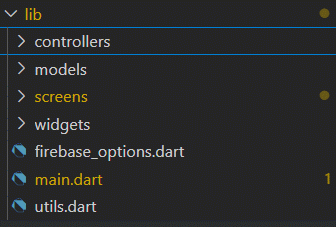 lib
controllers
models
screens
widgets
firebase_options.dart
main.dart 1
utils.dart